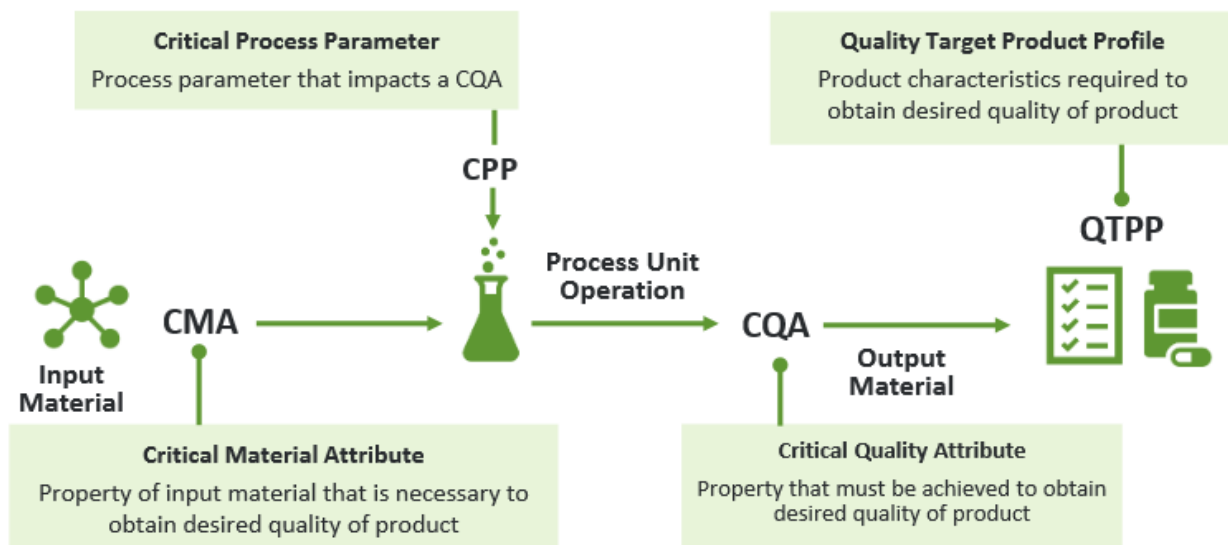 Critical Process Parameter
Process parameter that impacts a CQA
Quality Target Product Profile
Product characteristics required to
obtain desired quality of product
CPP
QTPP
Process Unit
Operation
CMA
CQA
Input
Material
Output
Material
Critical Material Attribute
Property of input material that is necessary to
obtain desired quality of product
Critical Quality Attribute
Property that must be achieved to obtain
desired quality of product